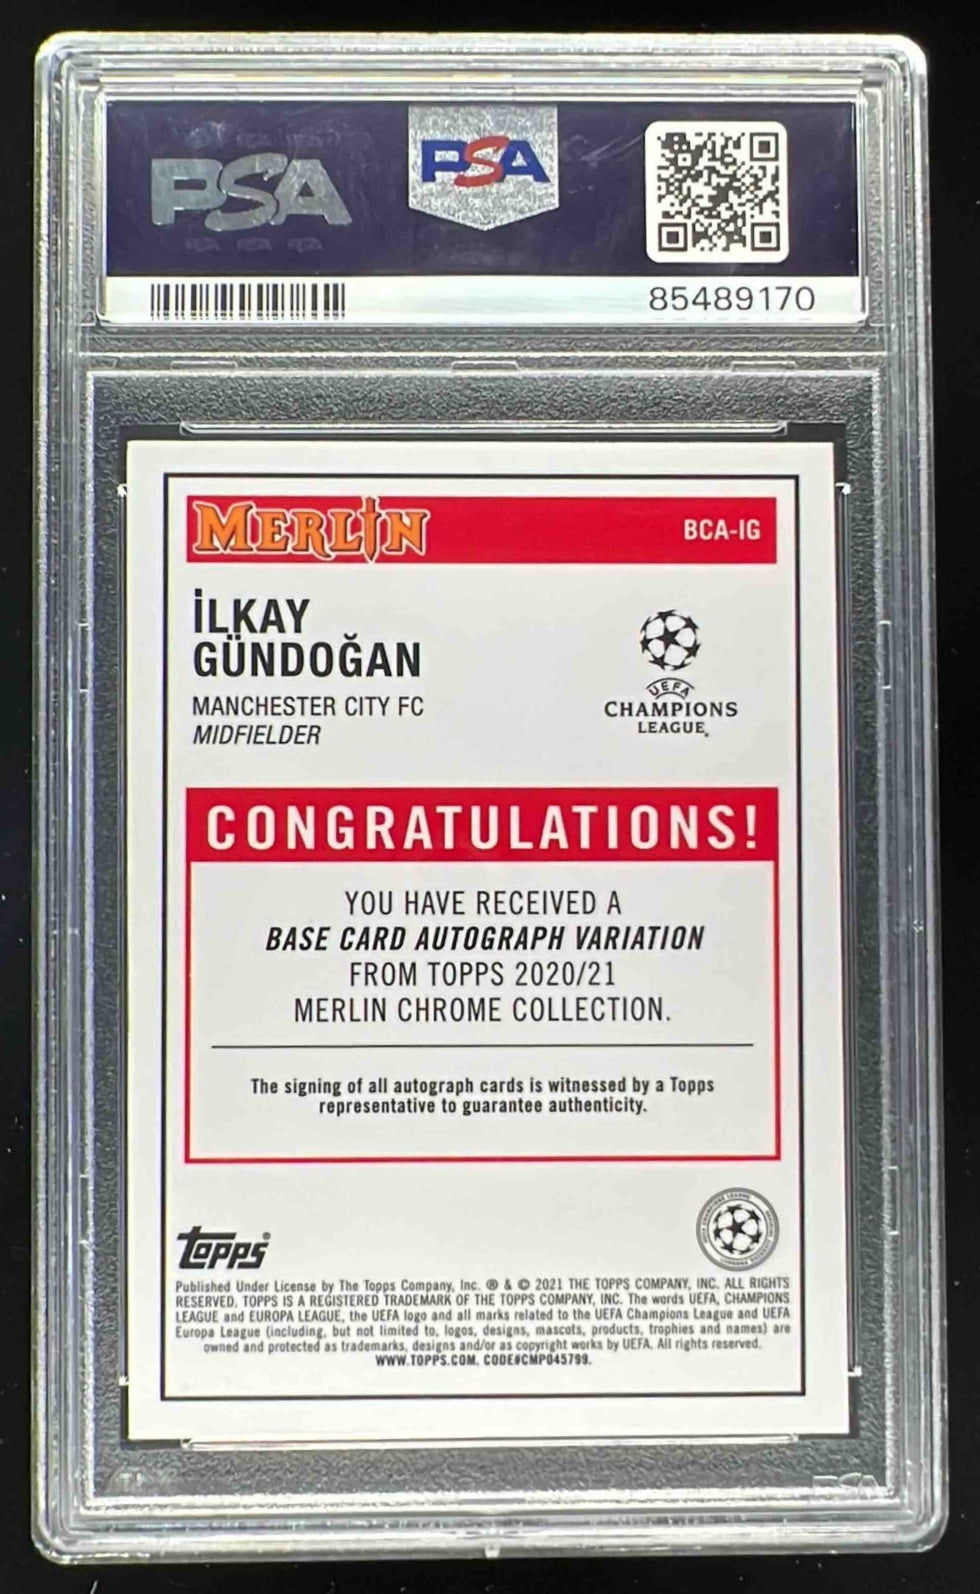 PSA
PSA
PSA PSA PSA
85489170
MERLIN
BCA-IG
İLKAY
GÜNDOĞAN
MANCHESTER CITY FC
MIDFIELDER
UEFA
CHAMPIONS
LEAGUE®
CONGRATULATIONS!
YOU HAVE RECEIVED A
BASE CARD AUTOGRAPH VARIATION
FROM TOPPS 2020/21
MERLIN CHROME COLLECTION.
The signing of all autograph cards is witnessed by a Topps
representative to guarantee authenticity.
topps®
Published Under License by The Topps Company, Inc. ® & © 2021 THE TOPPS COMPANY, INC. ALL RIGHTS
RESERVED. TOPPS IS A REGISTERED TRADEMARK OF THE TOPPS COMPANY, INC. The words UEFA, CHAMPIONS
LEAGUE and EUROPA LEAGUE, the UEFA logo and all marks related to the UEFA Champions League and UEFA
Europa League (including, but not limited to, logos, designs, mascots, products, trophies and names) are
owned and protected as trademarks, designs and/or as copyright works by UEFA. All rights reserved.
WWW.TOPPS.COM. CODE#CMP045799.
PSA